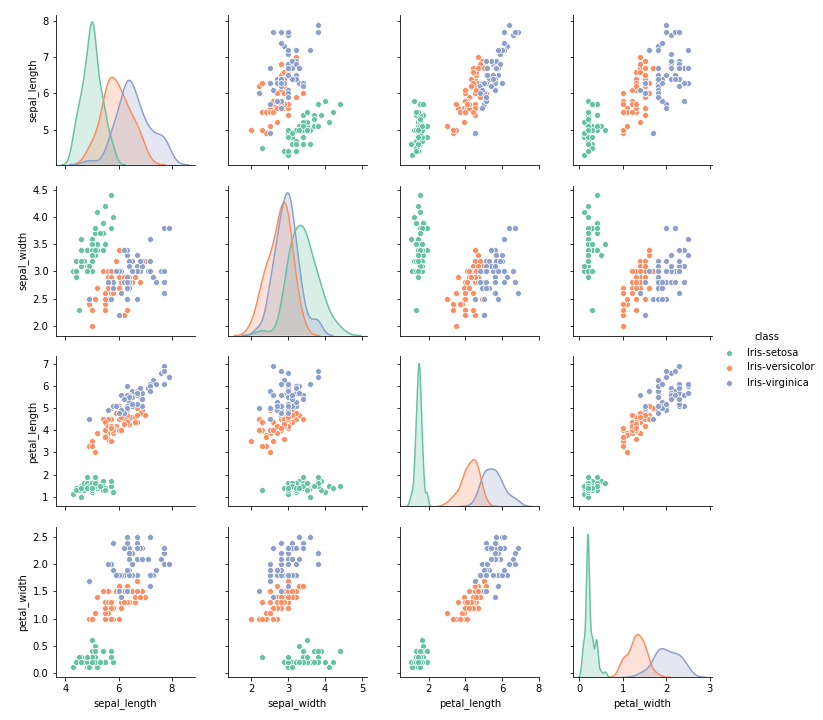 sepal_length
8
7
6
5
sepal_width
4.5
4.0
3.5
3.0
2.5
2.0
petal_length
7
6
5
4
3
2
1
class
Iris-setosa
Iris-versicolor
Iris-virginica
petal_width
2.5
2.0
1.5
1.0
0.5
0.0
4 6 8 2 3 4 5 2 4 6 8 0 1 2 3
sepal_length sepal_width petal_length petal_width